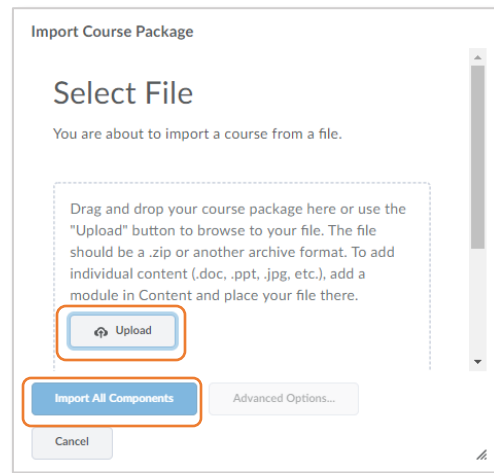 Import Course Package
Select File
You are about to import a course from a file.
Drag and drop your course package here or use the
"Upload" button to browse to your file. The file
should be a .zip or another archive format. To add
individual content (.doc, .ppt, .jpg, etc.), add a
module in Content and place your file there.
Upload
Import All Components
Advanced Options...
Cancel